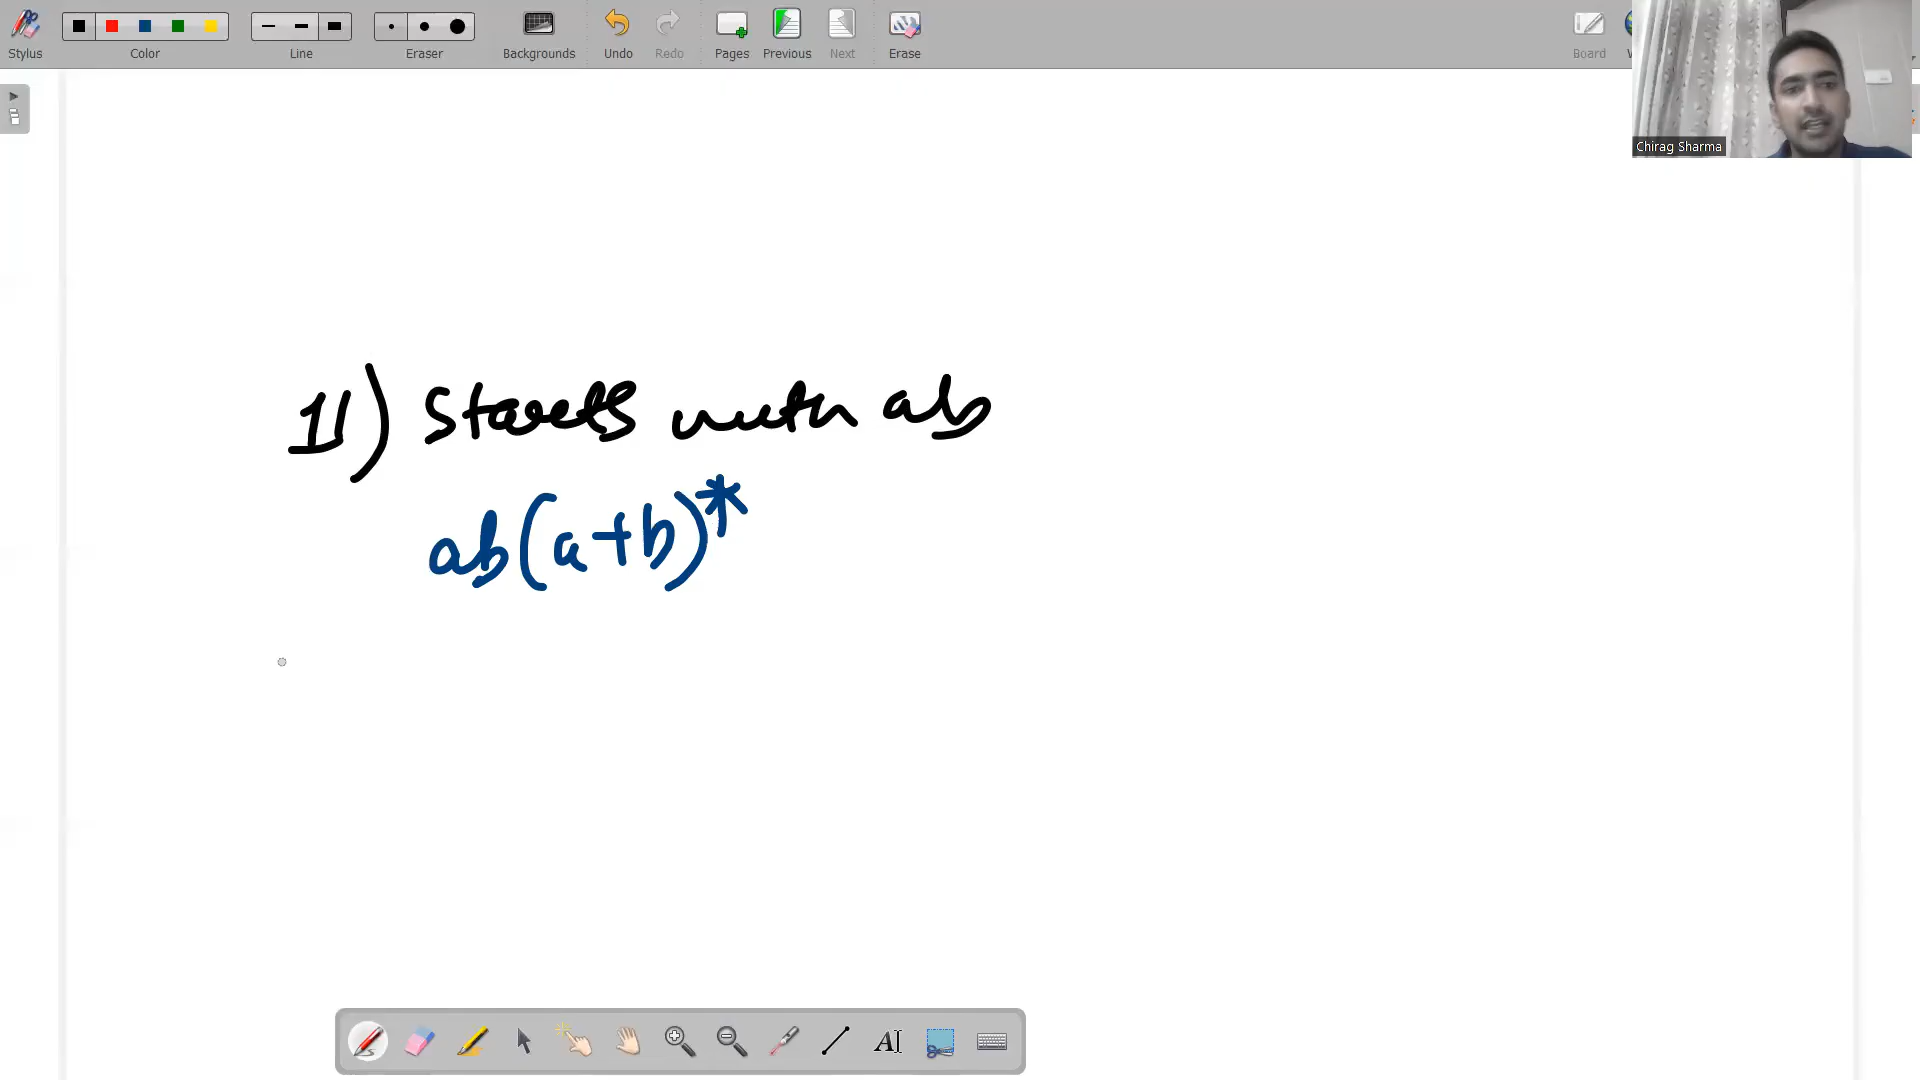 Stylus
Color
Line
Eraser
Backgrounds
Undo
Redo
Pages
Previous
Next
Erase
Board
Chirag Sharma
11) Starts with ab
ab(a+b)*
AI